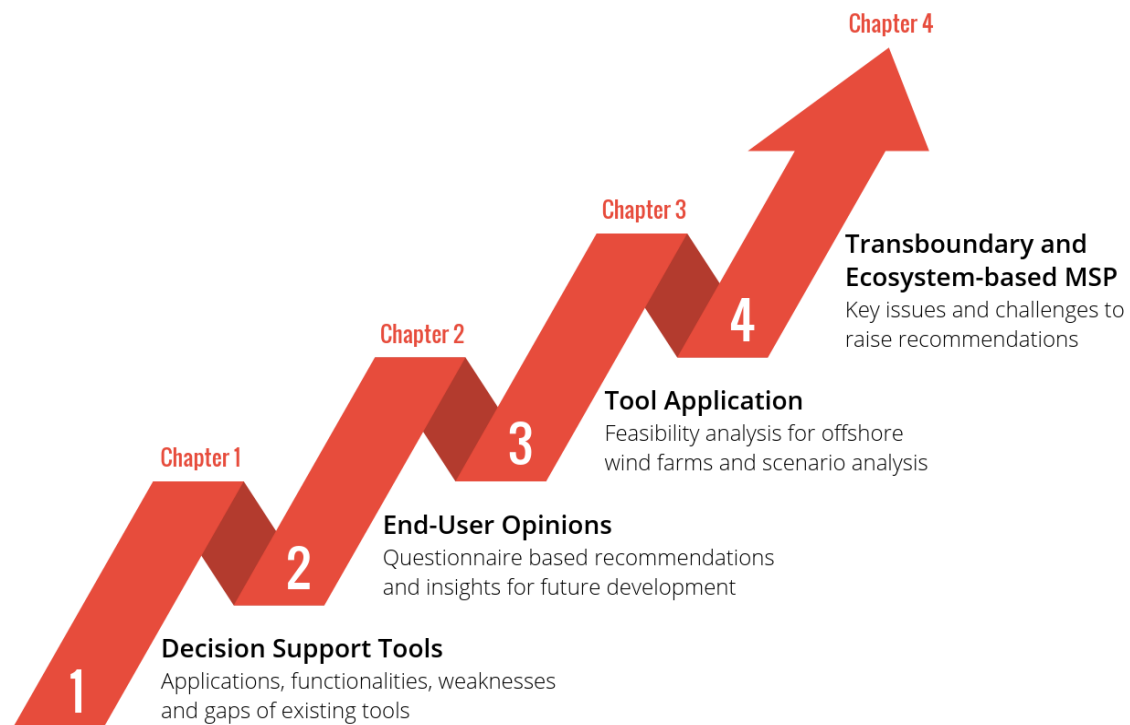 Chapter 4
Chapter 3
Transboundary and
Ecosystem-based MSP
Key issues and challenges to
raise recommendations
4
Chapter 2
Tool Application
Feasibility analysis for offshore
wind farms and scenario analysis
3
Chapter 1
End-User Opinions
Questionnaire based recommendations
and insights for future development
2
Decision Support Tools
Applications, functionalities, weaknesses
and gaps of existing tools
1